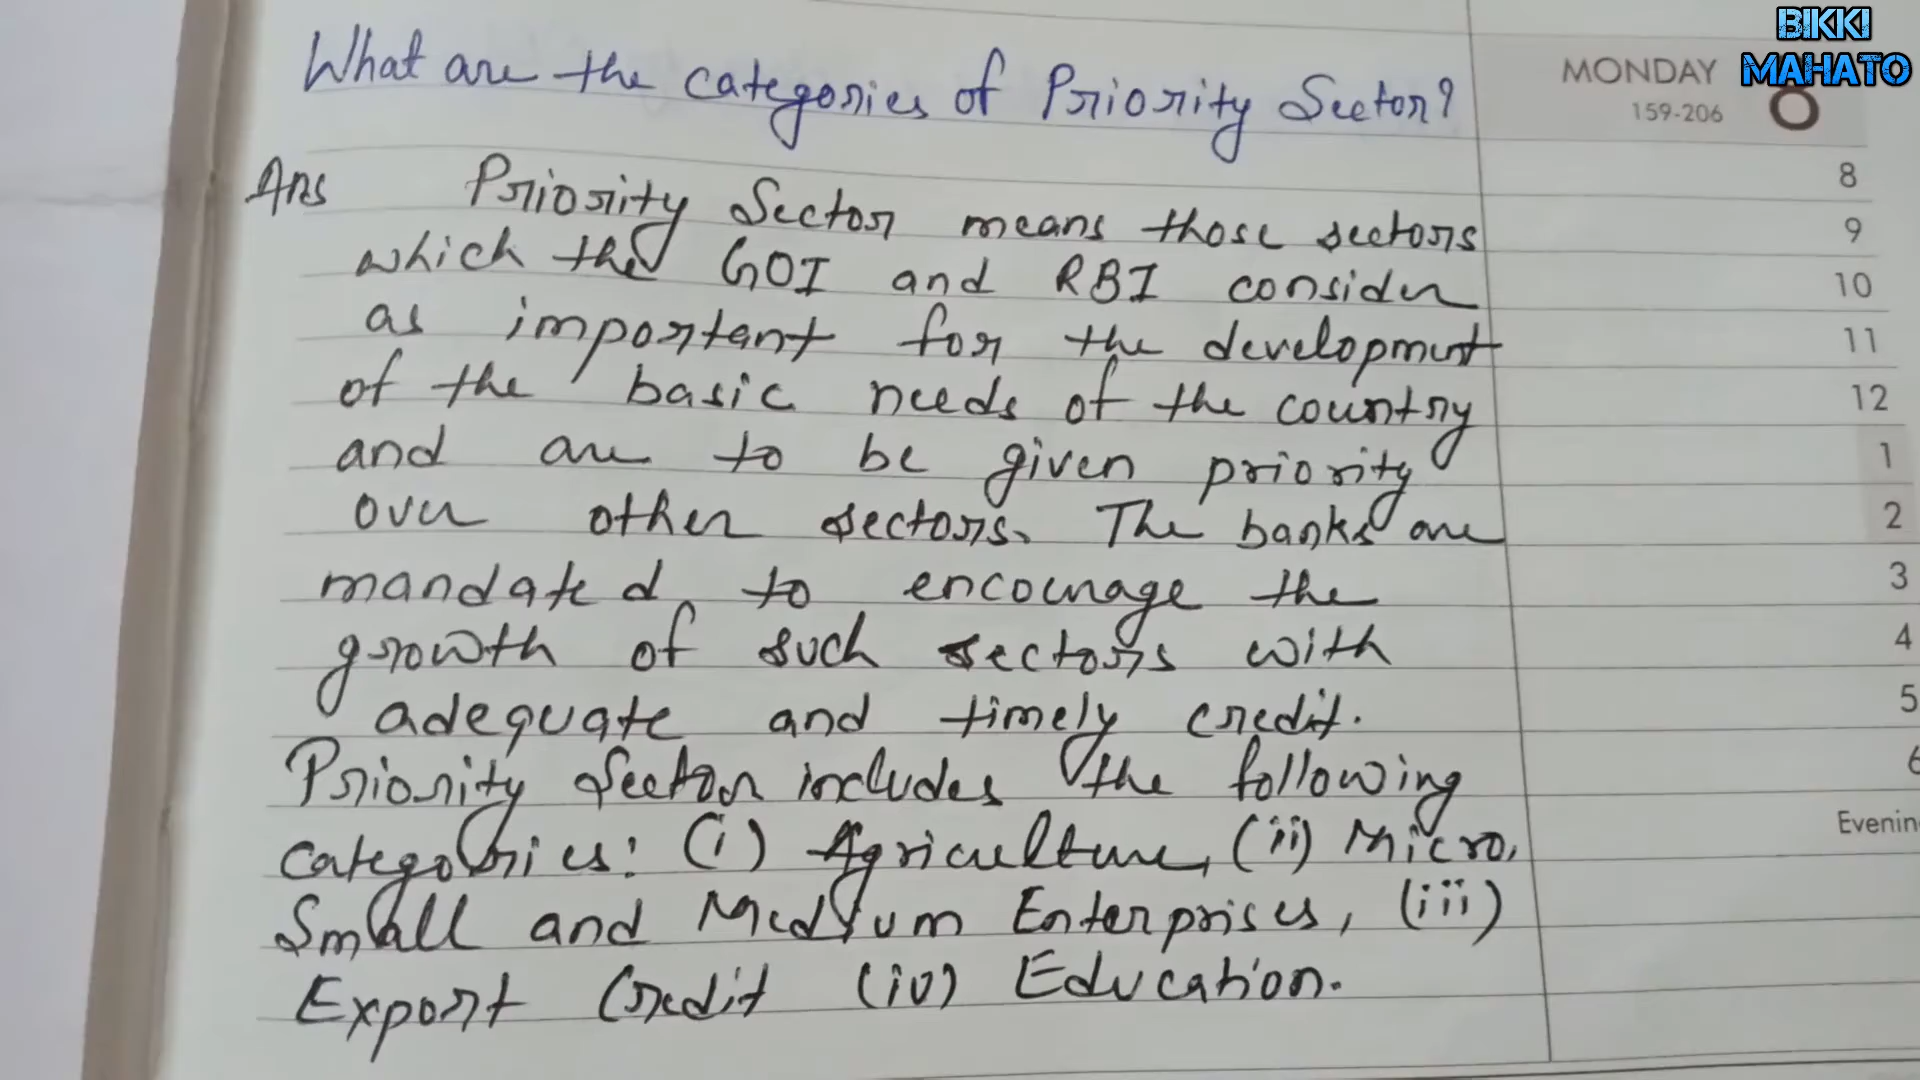 BIKKI
MAHATO
MONDAY
159-206
8
What are the categories of Priority Sector?
Ans Priority Sector means those sectors
which the GOI and RBI consider
as important for the development
of the basic needs of the country
and are to be given priority
over other sectors. The banks are
mandated to encourage the
growth of such sectors with
adequate and timely credit.
Priority Sector includes the following
categories: (i) Agriculture, (ii) Micro,
Small and Medium Enterprises, (iii)
Export Credit (iv) Education.
8
9
10
11
12
1
2
3
4
5
6
Evenin